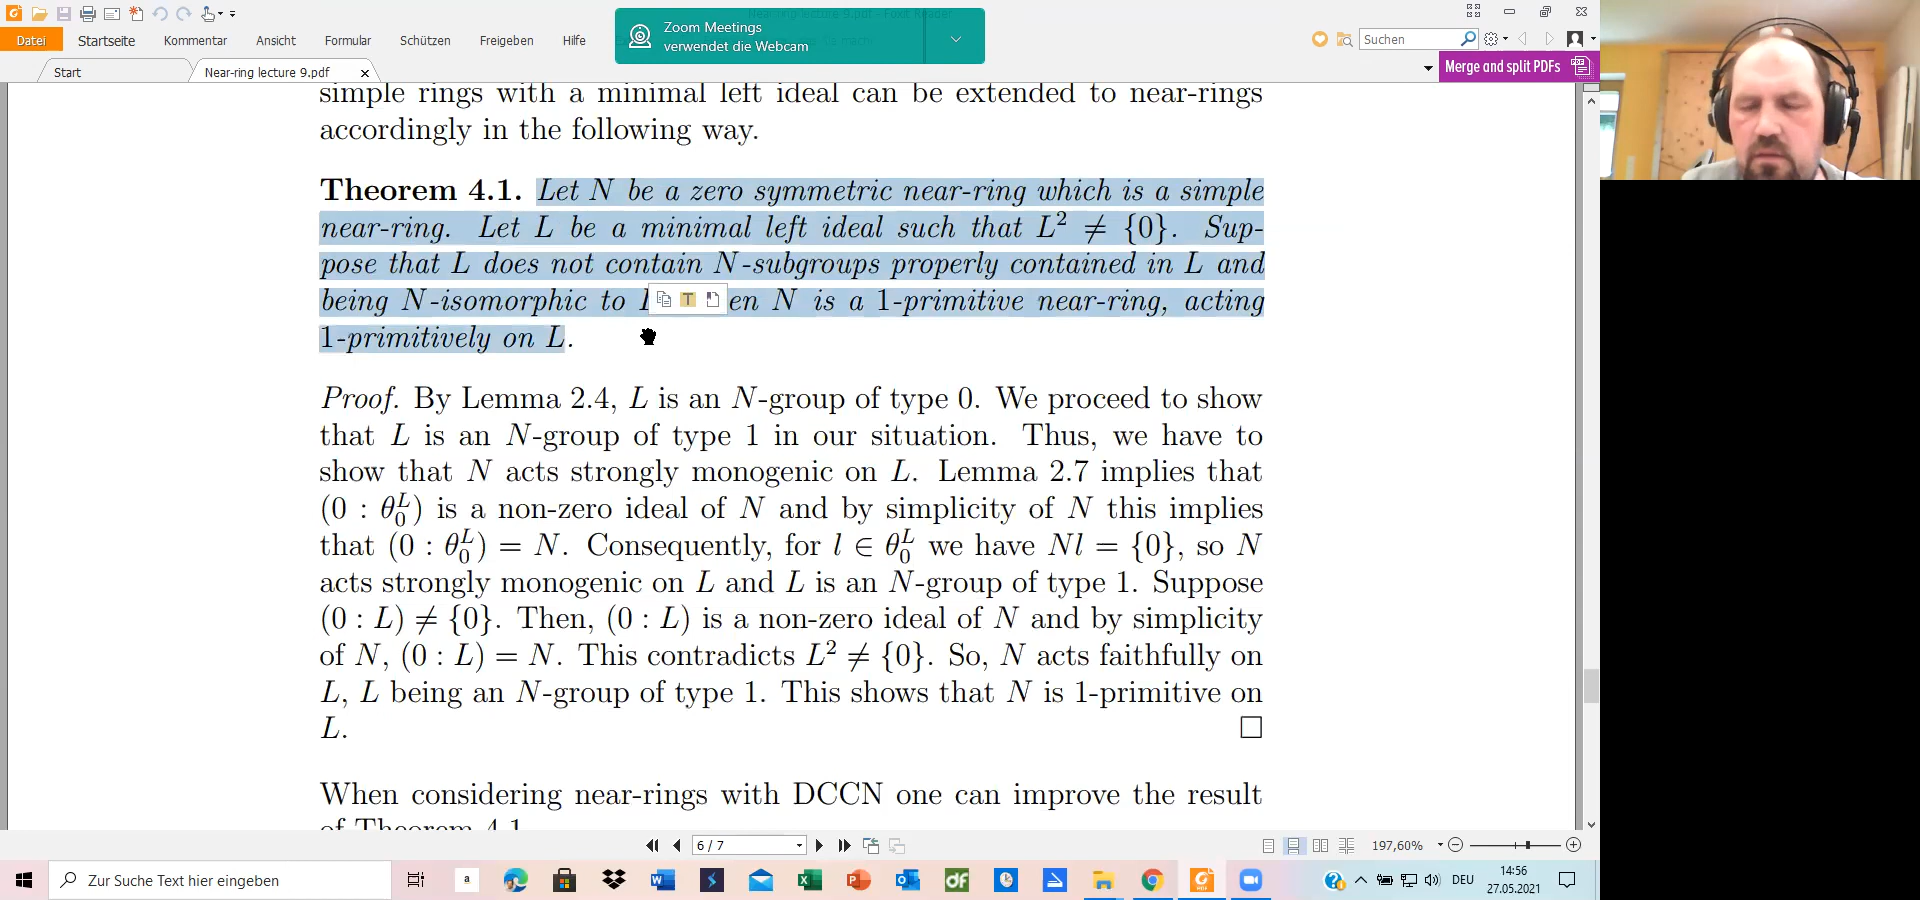 Zoom Meetings
verwendet die Webcam
Datei Startseite Kommentar Ansicht Formular Schützen Freigeben Hilfe
Suchen
Start Near-ring lecture 9.pdf
Merge and split PDFs
simple rings with a minimal left ideal can be extended to near-rings
accordingly in the following way.
Theorem 4.1. Let N be a zero symmetric near-ring which is a simple
near-ring. Let L be a minimal left ideal such that L² ≠ {0}. Sup-
pose that L does not contain N-subgroups properly contained in L and
being N-isomorphic to en N is a 1-primitive near-ring, acting
1-primitively on L.
Proof. By Lemma 2.4, L is an N-group of type 0. We proceed to show
that L is an N-group of type 1 in our situation. Thus, we have to
show that N acts strongly monogenic on L. Lemma 2.7 implies that
(0 : θ₀ᴸ) is a non-zero ideal of N and by simplicity of N this implies
that (0 : θ₀ᴸ) = N. Consequently, for l ∈ θ₀ᴸ we have Nl = {0}, so N
acts strongly monogenic on L and L is an N-group of type 1. Suppose
(0 : L) ≠ {0}. Then, (0 : L) is a non-zero ideal of N and by simplicity
of N, (0 : L) = N. This contradicts L² ≠ {0}. So, N acts faithfully on
L, L being an N-group of type 1. This shows that N is 1-primitive on
L.
When considering near-rings with DCCN one can improve the result
of Theorem 4.1
6 / 7
197,60%
Zur Suche Text hier eingeben
DEU
14:56
27.05.2021